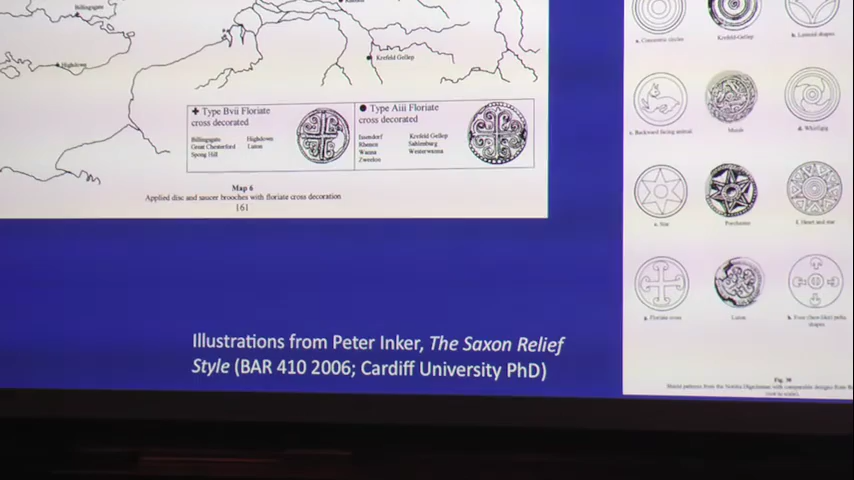 Billingsgate
Highdown
Krefeld Gellep
Type Bvii Floriate
cross decorated
Billingsgate Highdown
Great Chesterford Luton
Spong Hill
Type Aiii Floriate
cross decorated
Issendorf Krefeld Gellep
Rhenen Sahlenburg
Wanna Westerwanna
Zweeloo
Map 6
Applied disc and saucer brooches with floriate cross decoration
161
Illustrations from Peter Inker, The Saxon Relief
Style (BAR 410 2006; Cardiff University PhD)
a. Concentric circles
Krefeld-Gellep
c. Backward facing animal
d. Whirligig
e. Star
f. Heart and star
g. Floriate cross
Luton
shapes
Fig. 38